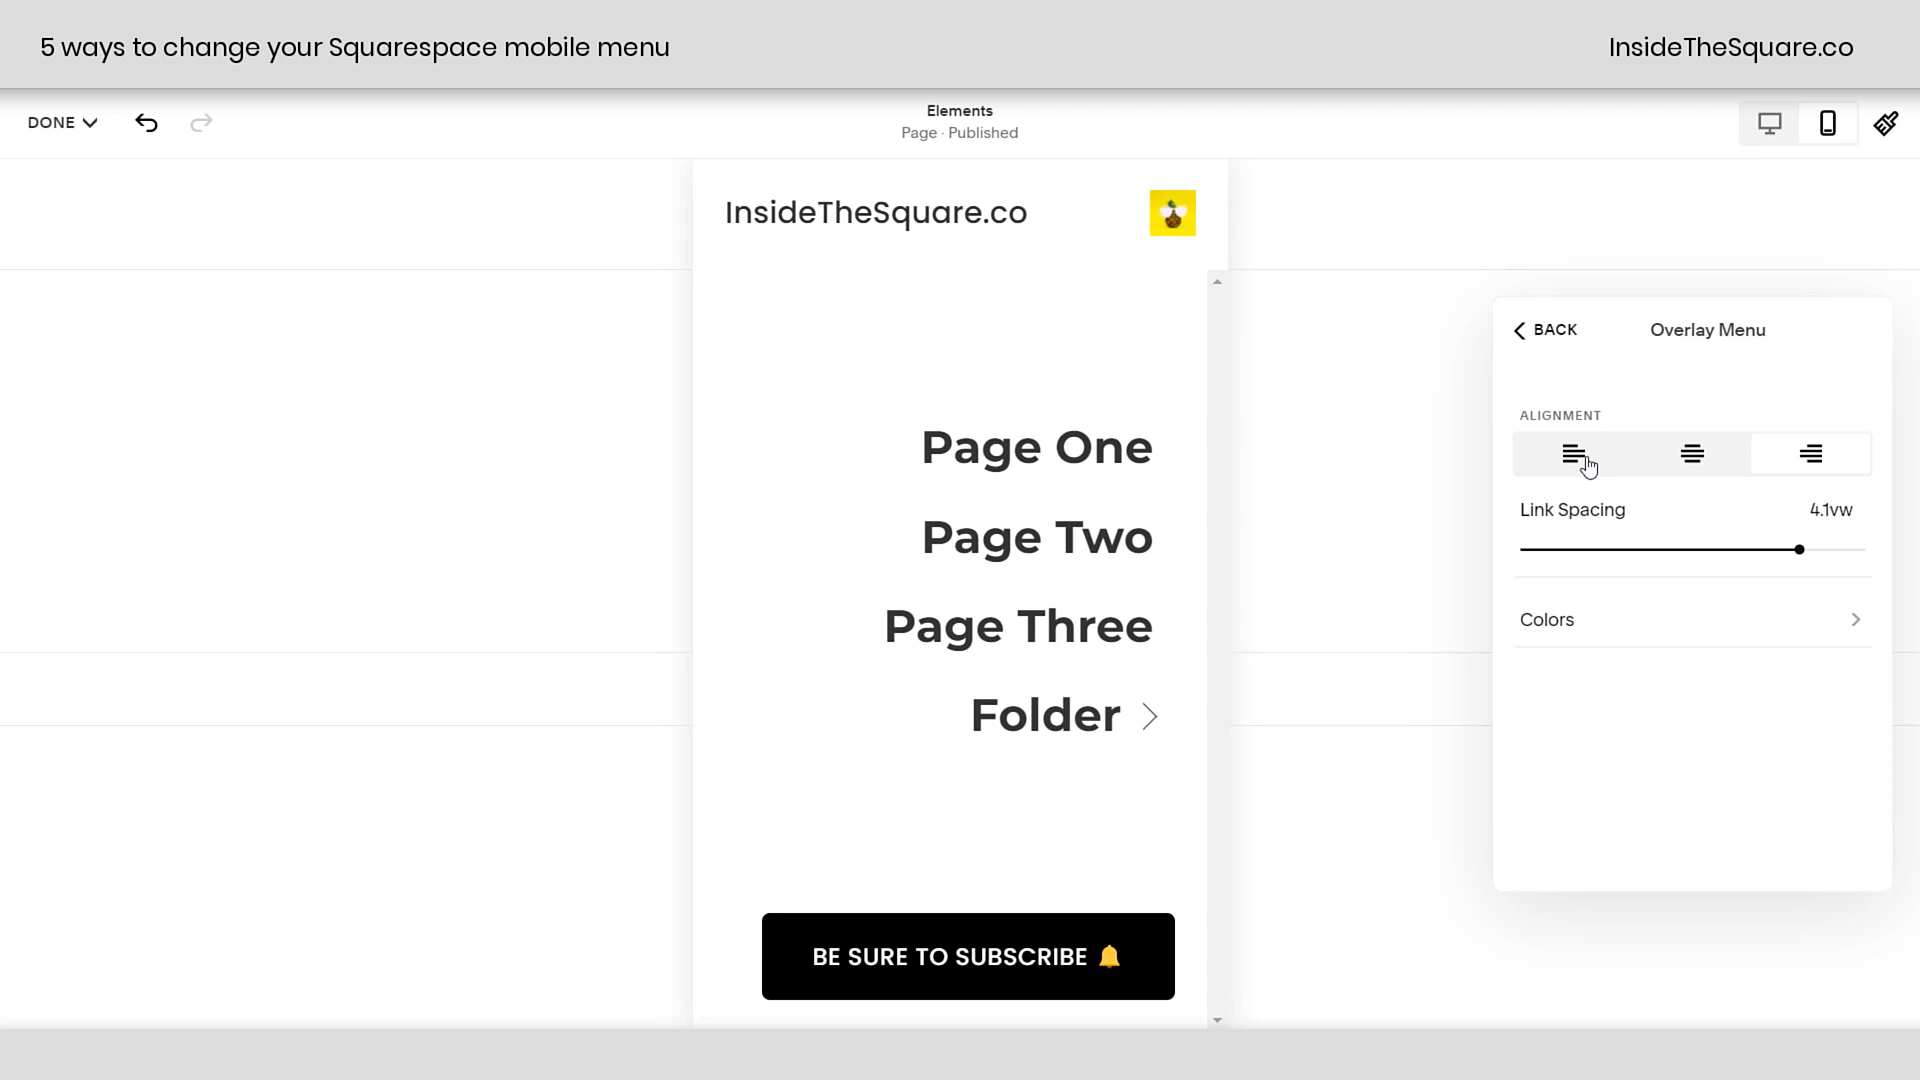 5 ways to change your Squarespace mobile menu
InsideTheSquare.co
DONE
Elements
Page · Published
InsideTheSquare.co
Page One
Page Two
Page Three
Folder
BE SURE TO SUBSCRIBE 🔔
BACK
Overlay Menu
ALIGNMENT
Link Spacing
4.1vw
Colors